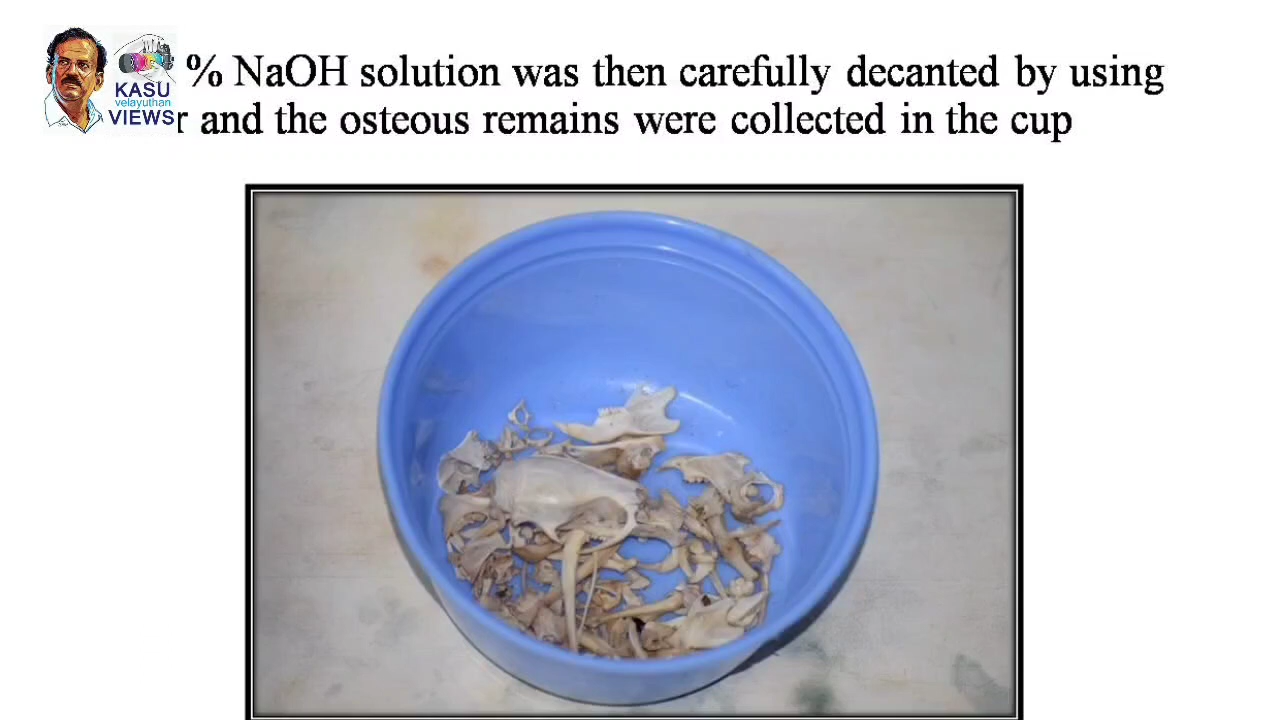 KASU
velayuthan
VIEWS
% NaOH solution was then carefully decanted by using
r and the osteous remains were collected in the cup